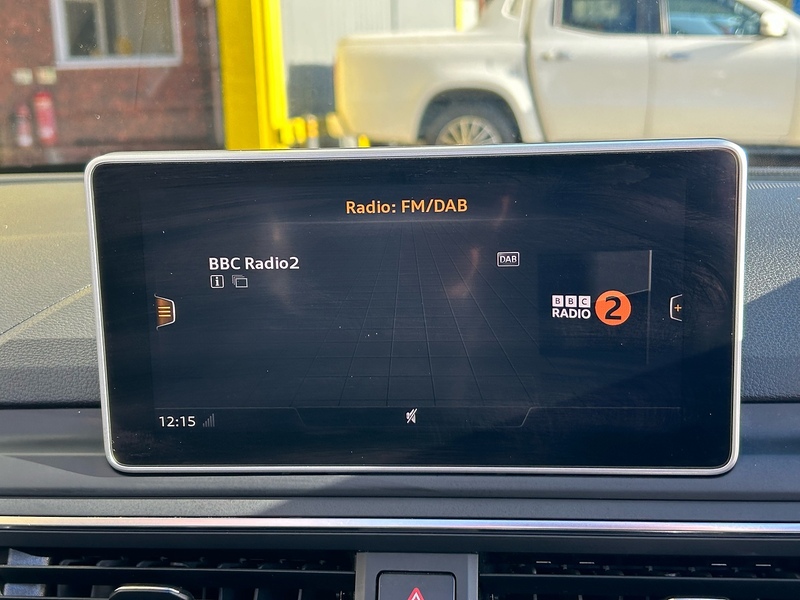 Radio: FM/DAB
BBC Radio2
DAB
i
BBC
RADIO 2
+
12:15